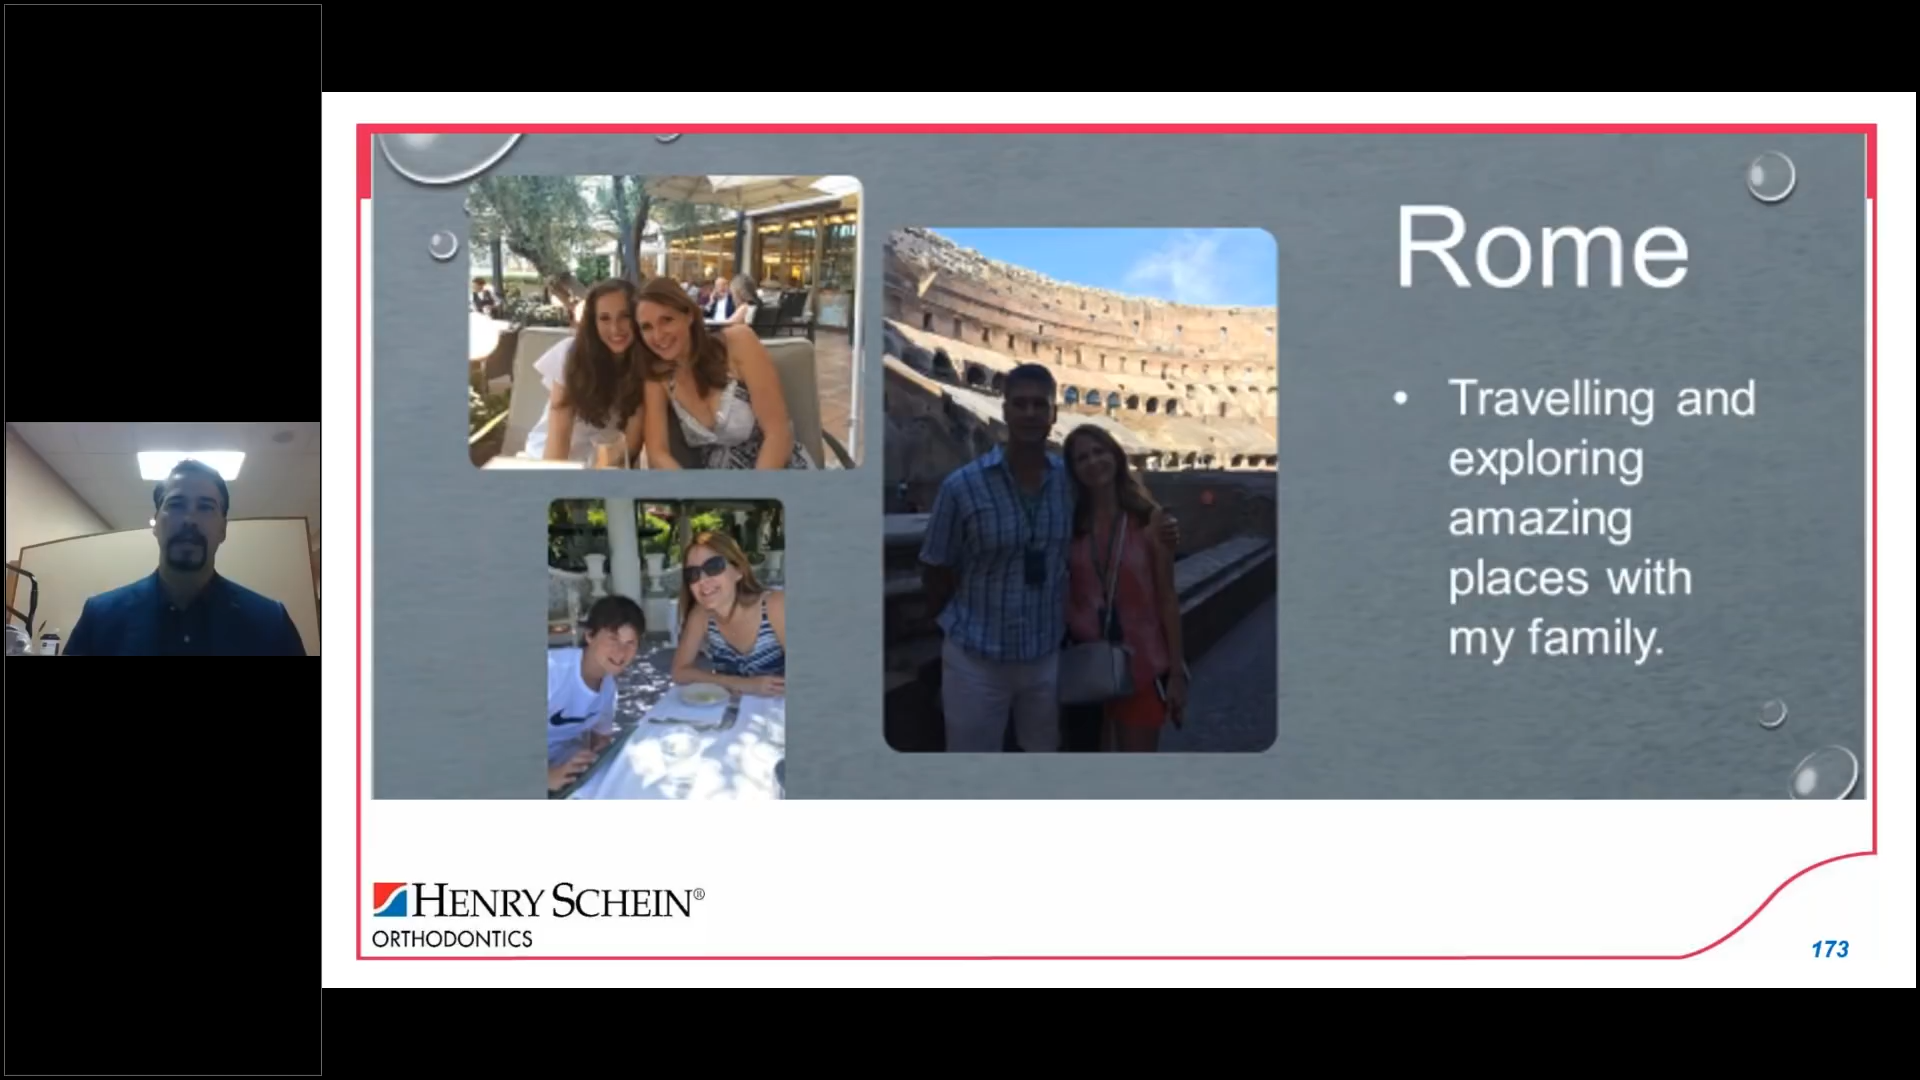 Rome
• Travelling and
exploring
amazing
places with
my family.
HENRY SCHEIN®
ORTHODONTICS
173